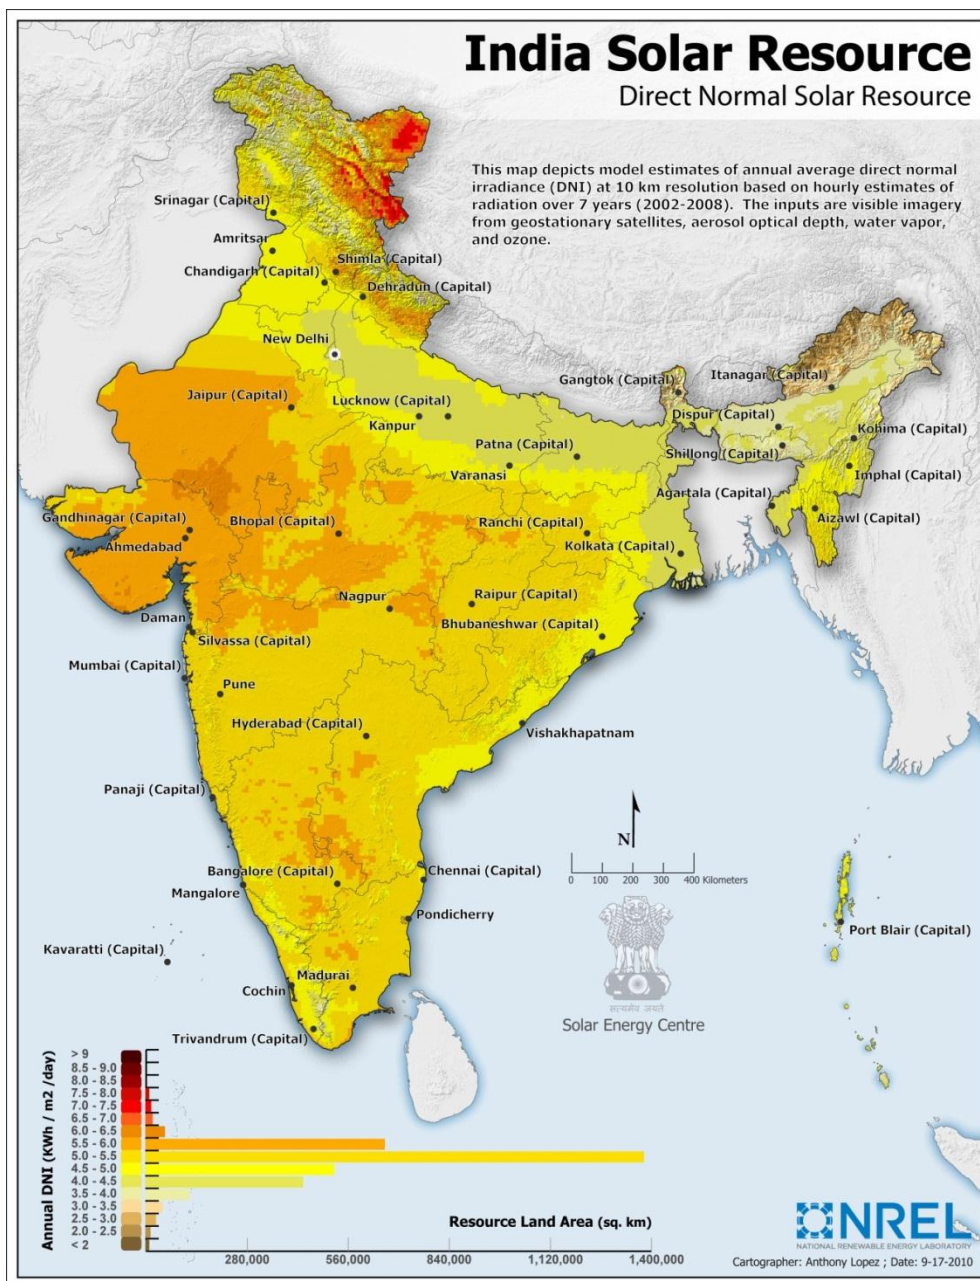 India Solar Resource
Direct Normal Solar Resource
This map depicts model estimates of annual average direct normal
irradiance (DNI) at 10 km resolution based on hourly estimates of
radiation over 7 years (2002-2008). The inputs are visible imagery
from geostationary satellites, aerosol optical depth, water vapor,
and ozone.
Srinagar (Capital)
Amritsar
Chandigarh (Capital)
Shimla (Capital)
Dehradun (Capital)
New Delhi
Jaipur (Capital)
Lucknow (Capital)
Kanpur
Gangtok (Capital)
Itanagar (Capital)
Dispur (Capital)
Kohima (Capital)
Patna (Capital)
Shillong (Capital)
Varanasi
Imphal (Capital)
Agartala (Capital)
Aizawl (Capital)
Gandhinagar (Capital)
Bhopal (Capital)
Ranchi (Capital)
Ahmedabad
Kolkata (Capital)
Nagpur
Raipur (Capital)
Daman
Bhubaneshwar (Capital)
Silvassa (Capital)
Mumbai (Capital)
Pune
Hyderabad (Capital)
Vishakhapatnam
Panaji (Capital)
N
Bangalore (Capital)
Chennai (Capital)
0 100 200 300 400 Kilometers
Mangalore
Pondicherry
Port Blair (Capital)
Kavaratti (Capital)
Madurai
Cochin
सत्यमेव जयते
Solar Energy Centre
Trivandrum (Capital)
Annual DNI (KWh / m2 /day)
> 9
8.5 - 9.0
8.0 - 8.5
7.5 - 8.0
7.0 - 7.5
6.5 - 7.0
6.0 - 6.5
5.5 - 6.0
5.0 - 5.5
4.5 - 5.0
4.0 - 4.5
3.5 - 4.0
3.0 - 3.5
2.5 - 3.0
2.0 - 2.5
< 2
Resource Land Area (sq. km)
280,000 560,000 840,000 1,120,000 1,400,000
NREL
NATIONAL RENEWABLE ENERGY LABORATORY
Cartographer: Anthony Lopez ; Date: 9-17-2010